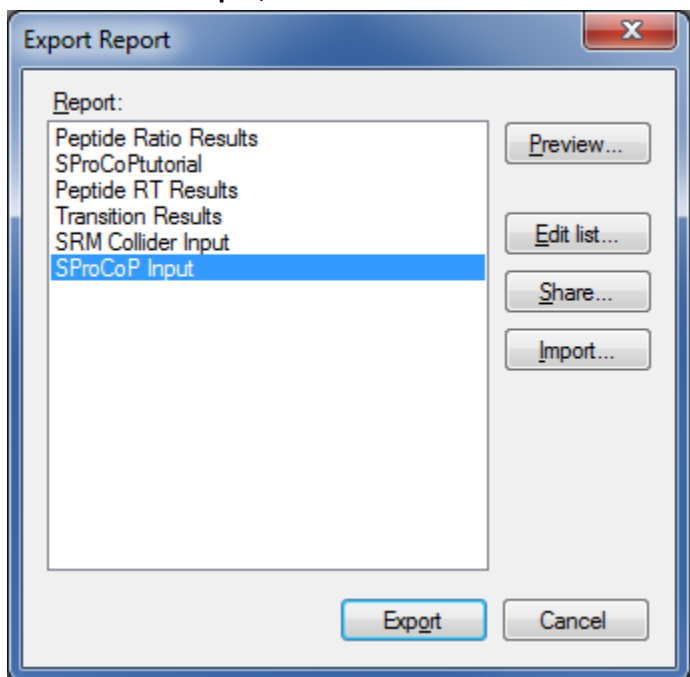 Export Report
Report:
Peptide Ratio Results
SProCoPtutorial
Peptide RT Results
Transition Results
SRM Collider Input
SProCoP Input
Preview...
Edit list...
Share...
Import...
Export
Cancel